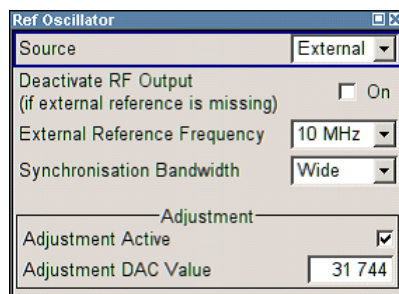 Ref Oscillator
Source External
Deactivate RF Output
(if external reference is missing) On
External Reference Frequency 10 MHz
Synchronisation Bandwidth Wide
Adjustment
Adjustment Active
Adjustment DAC Value 31 744